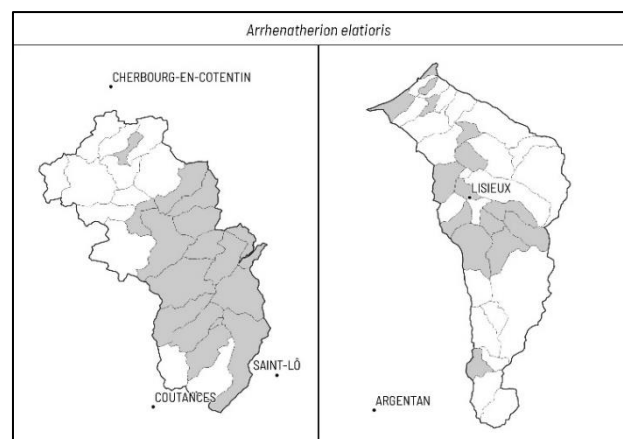 Arrhenatherion elatioris
CHERBOURG-EN-COTENTIN
SAINT-LÔ
COUTANCES
LISIEUX
ARGENTAN